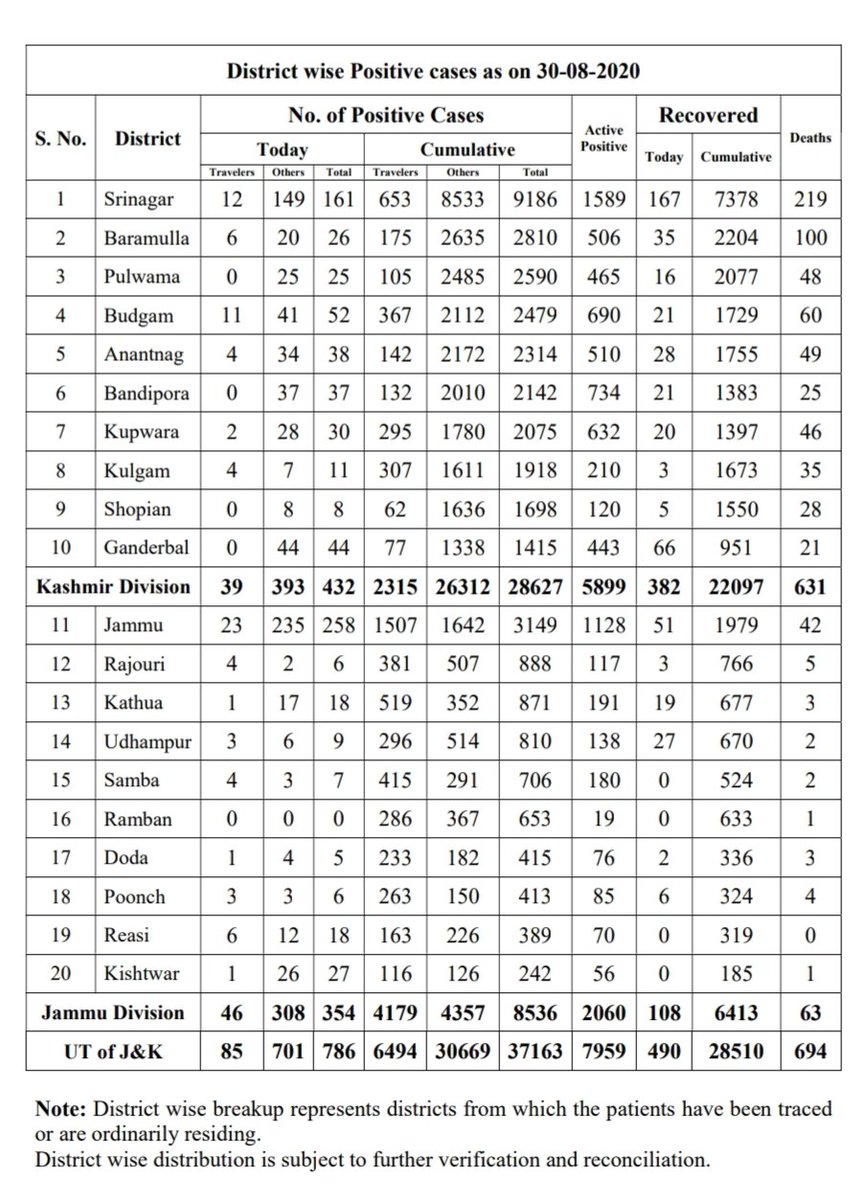 District wise Positive cases as on 30-08-2020
S. No. District No. of Positive Cases Active Positive Recovered Deaths
Today Cumulative Today Cumulative
Travelers Others Total Travelers Others Total
1 Srinagar 12 149 161 653 8533 9186 1589 167 7378 219
2 Baramulla 6 20 26 175 2635 2810 506 35 2204 100
3 Pulwama 0 25 25 105 2485 2590 465 16 2077 48
4 Budgam 11 41 52 367 2112 2479 690 21 1729 60
5 Anantnag 4 34 38 142 2172 2314 510 28 1755 49
6 Bandipora 0 37 37 132 2010 2142 734 21 1383 25
7 Kupwara 2 28 30 295 1780 2075 632 20 1397 46
8 Kulgam 4 7 11 307 1611 1918 210 3 1673 35
9 Shopian 0 8 8 62 1636 1698 120 5 1550 28
10 Ganderbal 0 44 44 77 1338 1415 443 66 951 21
Kashmir Division 39 393 432 2315 26312 28627 5899 382 22097 631
11 Jammu 23 235 258 1507 1642 3149 1128 51 1979 42
12 Rajouri 4 2 6 381 507 888 117 3 766 5
13 Kathua 1 17 18 519 352 871 191 19 677 3
14 Udhampur 3 6 9 296 514 810 138 27 670 2
15 Samba 4 3 7 415 291 706 180 0 524 2
16 Ramban 0 0 0 286 367 653 19 0 633 1
17 Doda 1 4 5 233 182 415 76 2 336 3
18 Poonch 3 3 6 263 150 413 85 6 324 4
19 Reasi 6 12 18 163 226 389 70 0 319 0
20 Kishtwar 1 26 27 116 126 242 56 0 185 1
Jammu Division 46 308 354 4179 4357 8536 2060 108 6413 63
UT of J&K 85 701 786 6494 30669 37163 7959 490 28510 694
Note: District wise breakup represents districts from which the patients have been traced
or are ordinarily residing.
District wise distribution is subject to further verification and reconciliation.